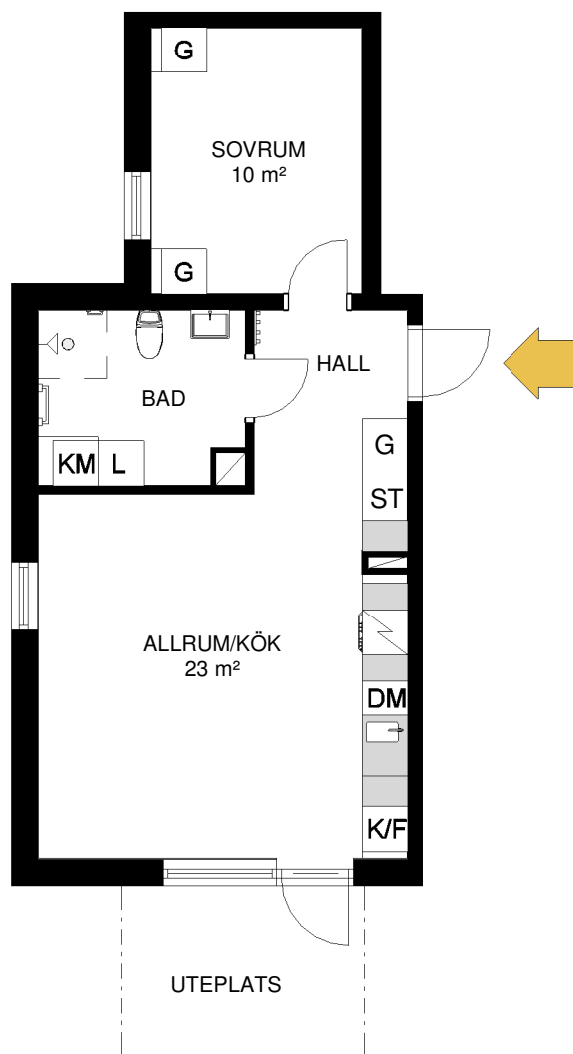 G
SOVRUM
10 m²
G
HALL
BAD
G
KM L
ST
ALLRUM/KÖK
23 m²
DM
K/F
UTEPLATS